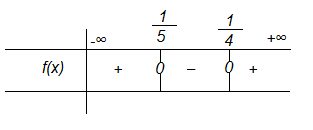 -∞ 1/5 1/4 +∞
f(x) + 0 – 0 +